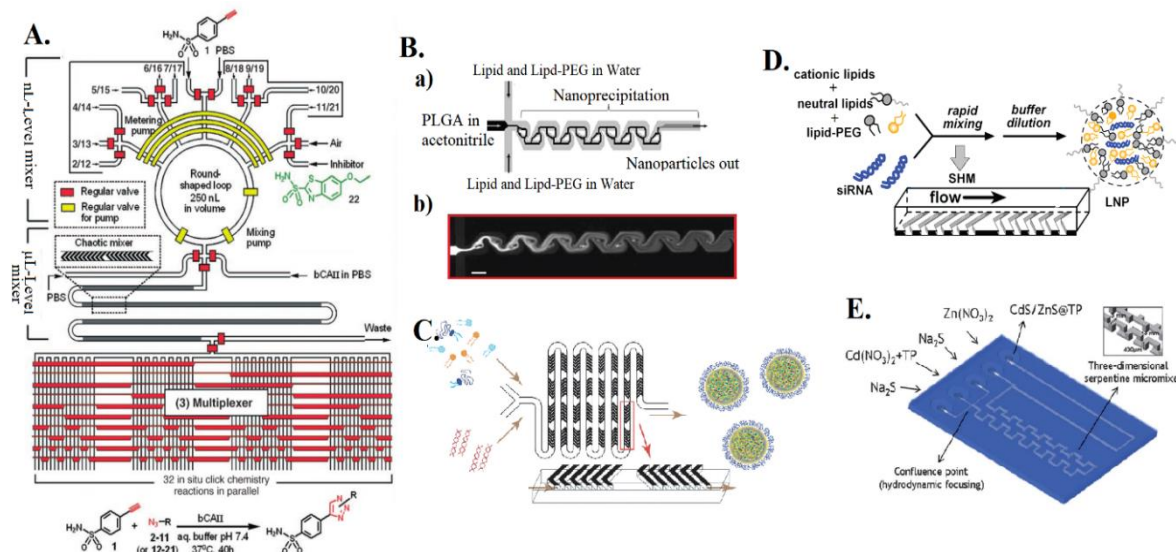 A.
H₂N
S
O O
1 PBS
6/16 7/17
8/18 9/19
5/15
10/20
4/14
11/21
Metering
pump
3/13
Air
2/12
Inhibitor
nL-Level mixer
Round-
shaped loop
250 nL
in volume
H₂N
22
Regular valve
Regular valve
for pump
Mixing
pump
Chaotic mixer
μL-Level
mixer
PBS
bCAII in PBS
Waste
(3) Multiplexer
32 in situ click chemistry
reactions in parallel
H₂N
1
+
N₃—R
2-11
(or 12-21)
bCAII
aq. buffer pH 7.4
37°C, 40h
H₂N
R
B.
a)
Lipid and Lipd-PEG in Water
Nanoprecipitation
PLGA in
acetonitrile
Nanoparticles out
Lipid and Lipd-PEG in Water
b)
C
D.
cationic lipids
+
neutral lipids
+
lipid-PEG
siRNA
rapid
mixing
buffer
dilution
SHM
flow
LNP
E.
Zn(NO₃)₂
CdS/ZnS@TP
Na₂S
Cd(NO₃)₂+TP
Na₂S
Three-dimensional
serpentine micromixe
Confluence point
(hydrodynamic focusing)